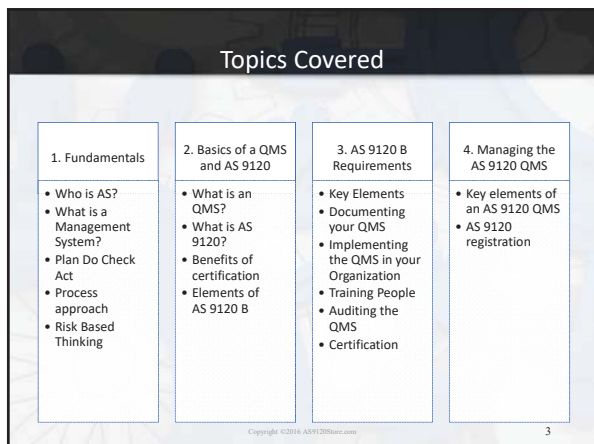 Topics Covered
1. Fundamentals
• Who is AS?
• What is a
Management
System?
• Plan Do Check
Act
• Process
approach
• Risk Based
Thinking
2. Basics of a QMS
and AS 9120
• What is an
QMS?
• What is AS
9120?
• Benefits of
certification
• Elements of
AS 9120 B
3. AS 9120 B
Requirements
• Key Elements
• Documenting
your QMS
• Implementing
the QMS in your
Organization
• Training People
• Auditing the
QMS
• Certification
4. Managing the
AS 9120 QMS
• Key elements of
an AS 9120 QMS
• AS 9120
registration
Copyright ©2016 AS9120Store.com
3